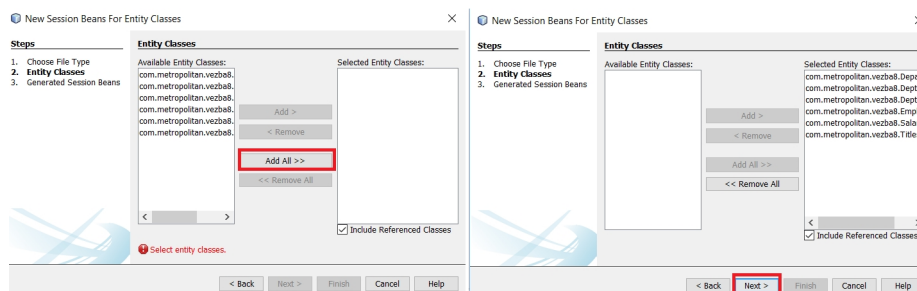 New Session Beans For Entity Classes
Steps
1. Choose File Type
2. Entity Classes
3. Generated Session Beans
Entity Classes
Available Entity Classes:
com.metropolitan.vezba8.
com.metropolitan.vezba8.
com.metropolitan.vezba8.
com.metropolitan.vezba8.
com.metropolitan.vezba8.
com.metropolitan.vezba8.
Add >
< Remove
Add All >>
<< Remove All
Selected Entity Classes:
Include Referenced Classes
Select entity classes.
< Back
Next >
Finish
Cancel
Help
New Session Beans For Entity Classes
Steps
1. Choose File Type
2. Entity Classes
3. Generated Session Beans
Entity Classes
Available Entity Classes:
Add >
< Remove
Add All >>
<< Remove All
Selected Entity Classes:
com.metropolitan.vezba8.Depa
com.metropolitan.vezba8.Dept
com.metropolitan.vezba8.Dept
com.metropolitan.vezba8.Emp
com.metropolitan.vezba8.Sala
com.metropolitan.vezba8.Title
Include Referenced Classes
< Back
Next >
Finish
Cancel
Help